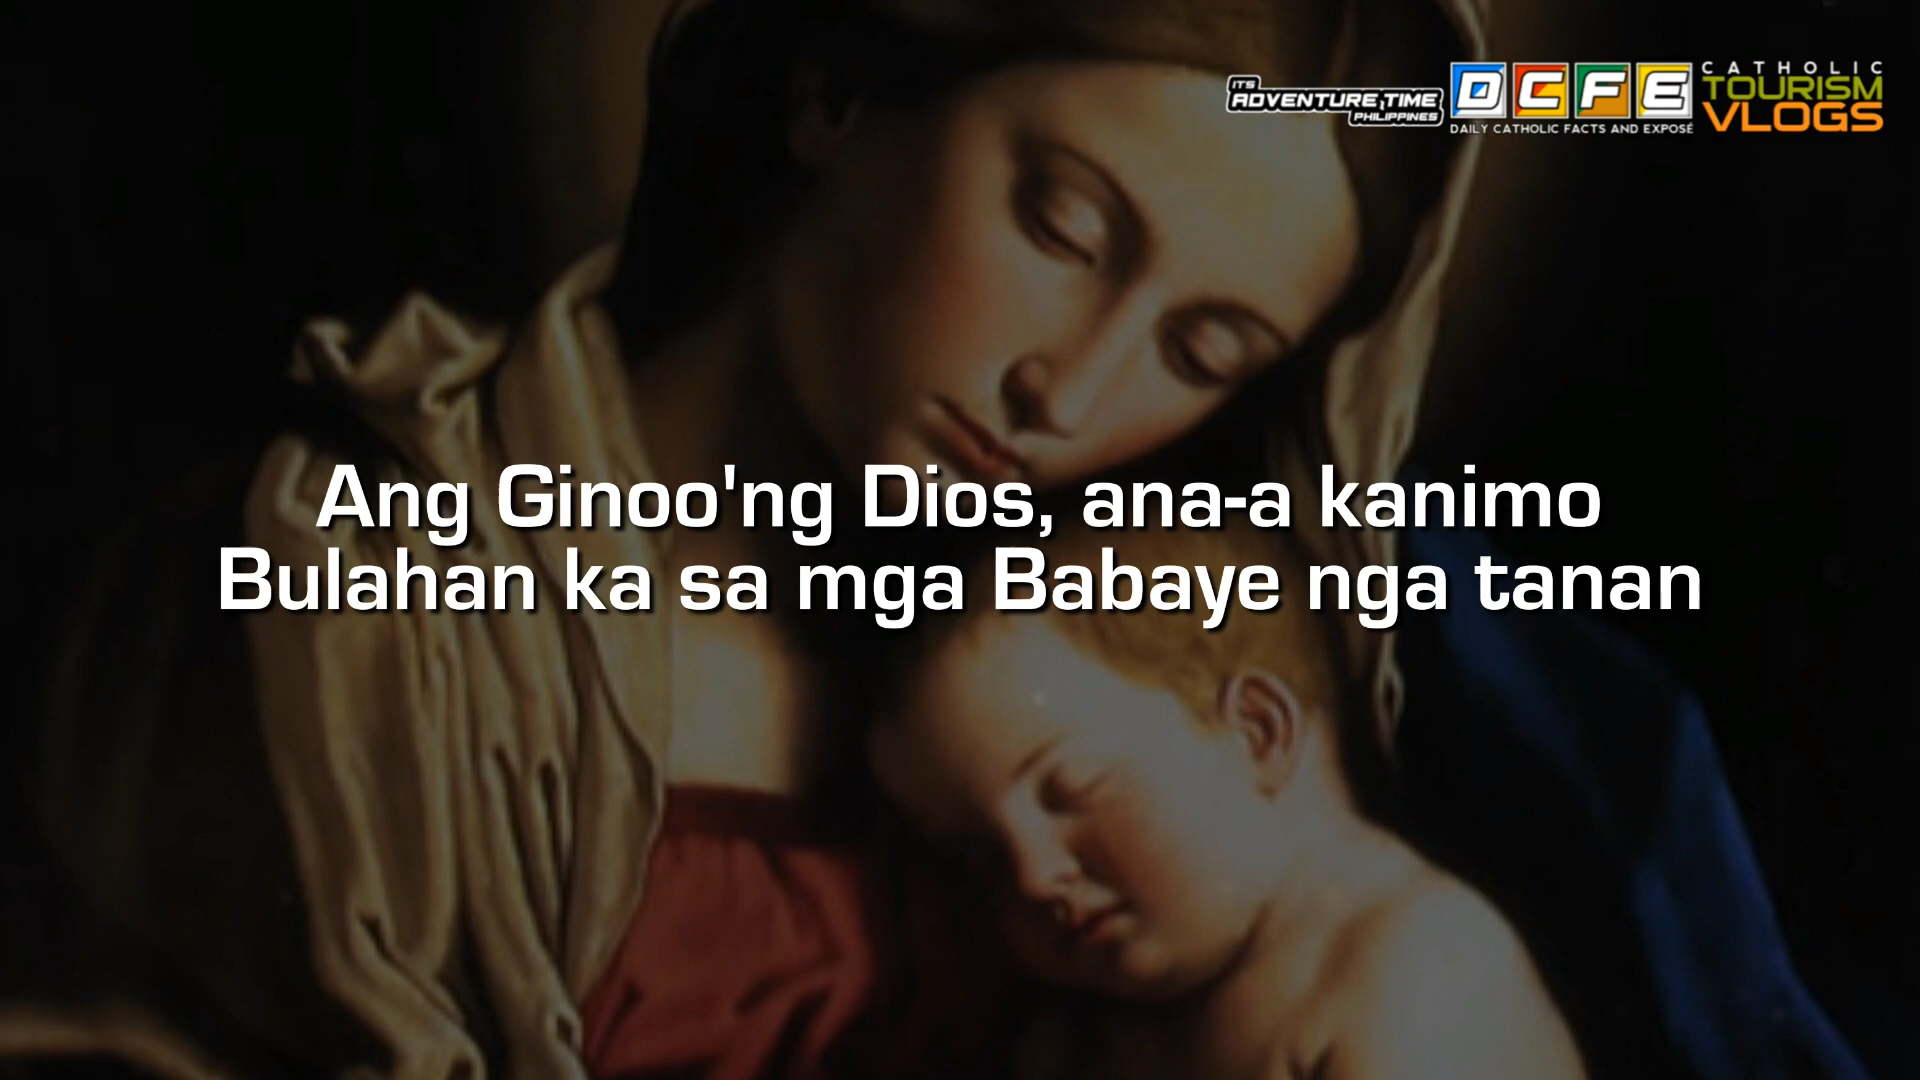 ITS
ADVENTURE TIME
PHILIPPINES
DCFE
DAILY CATHOLIC FACTS AND EXPOSÉ
CATHOLIC
TOURISM
VLOGS
Ang Ginoo'ng Dios, ana-a kanimo
Bulahan ka sa mga Babaye nga tanan